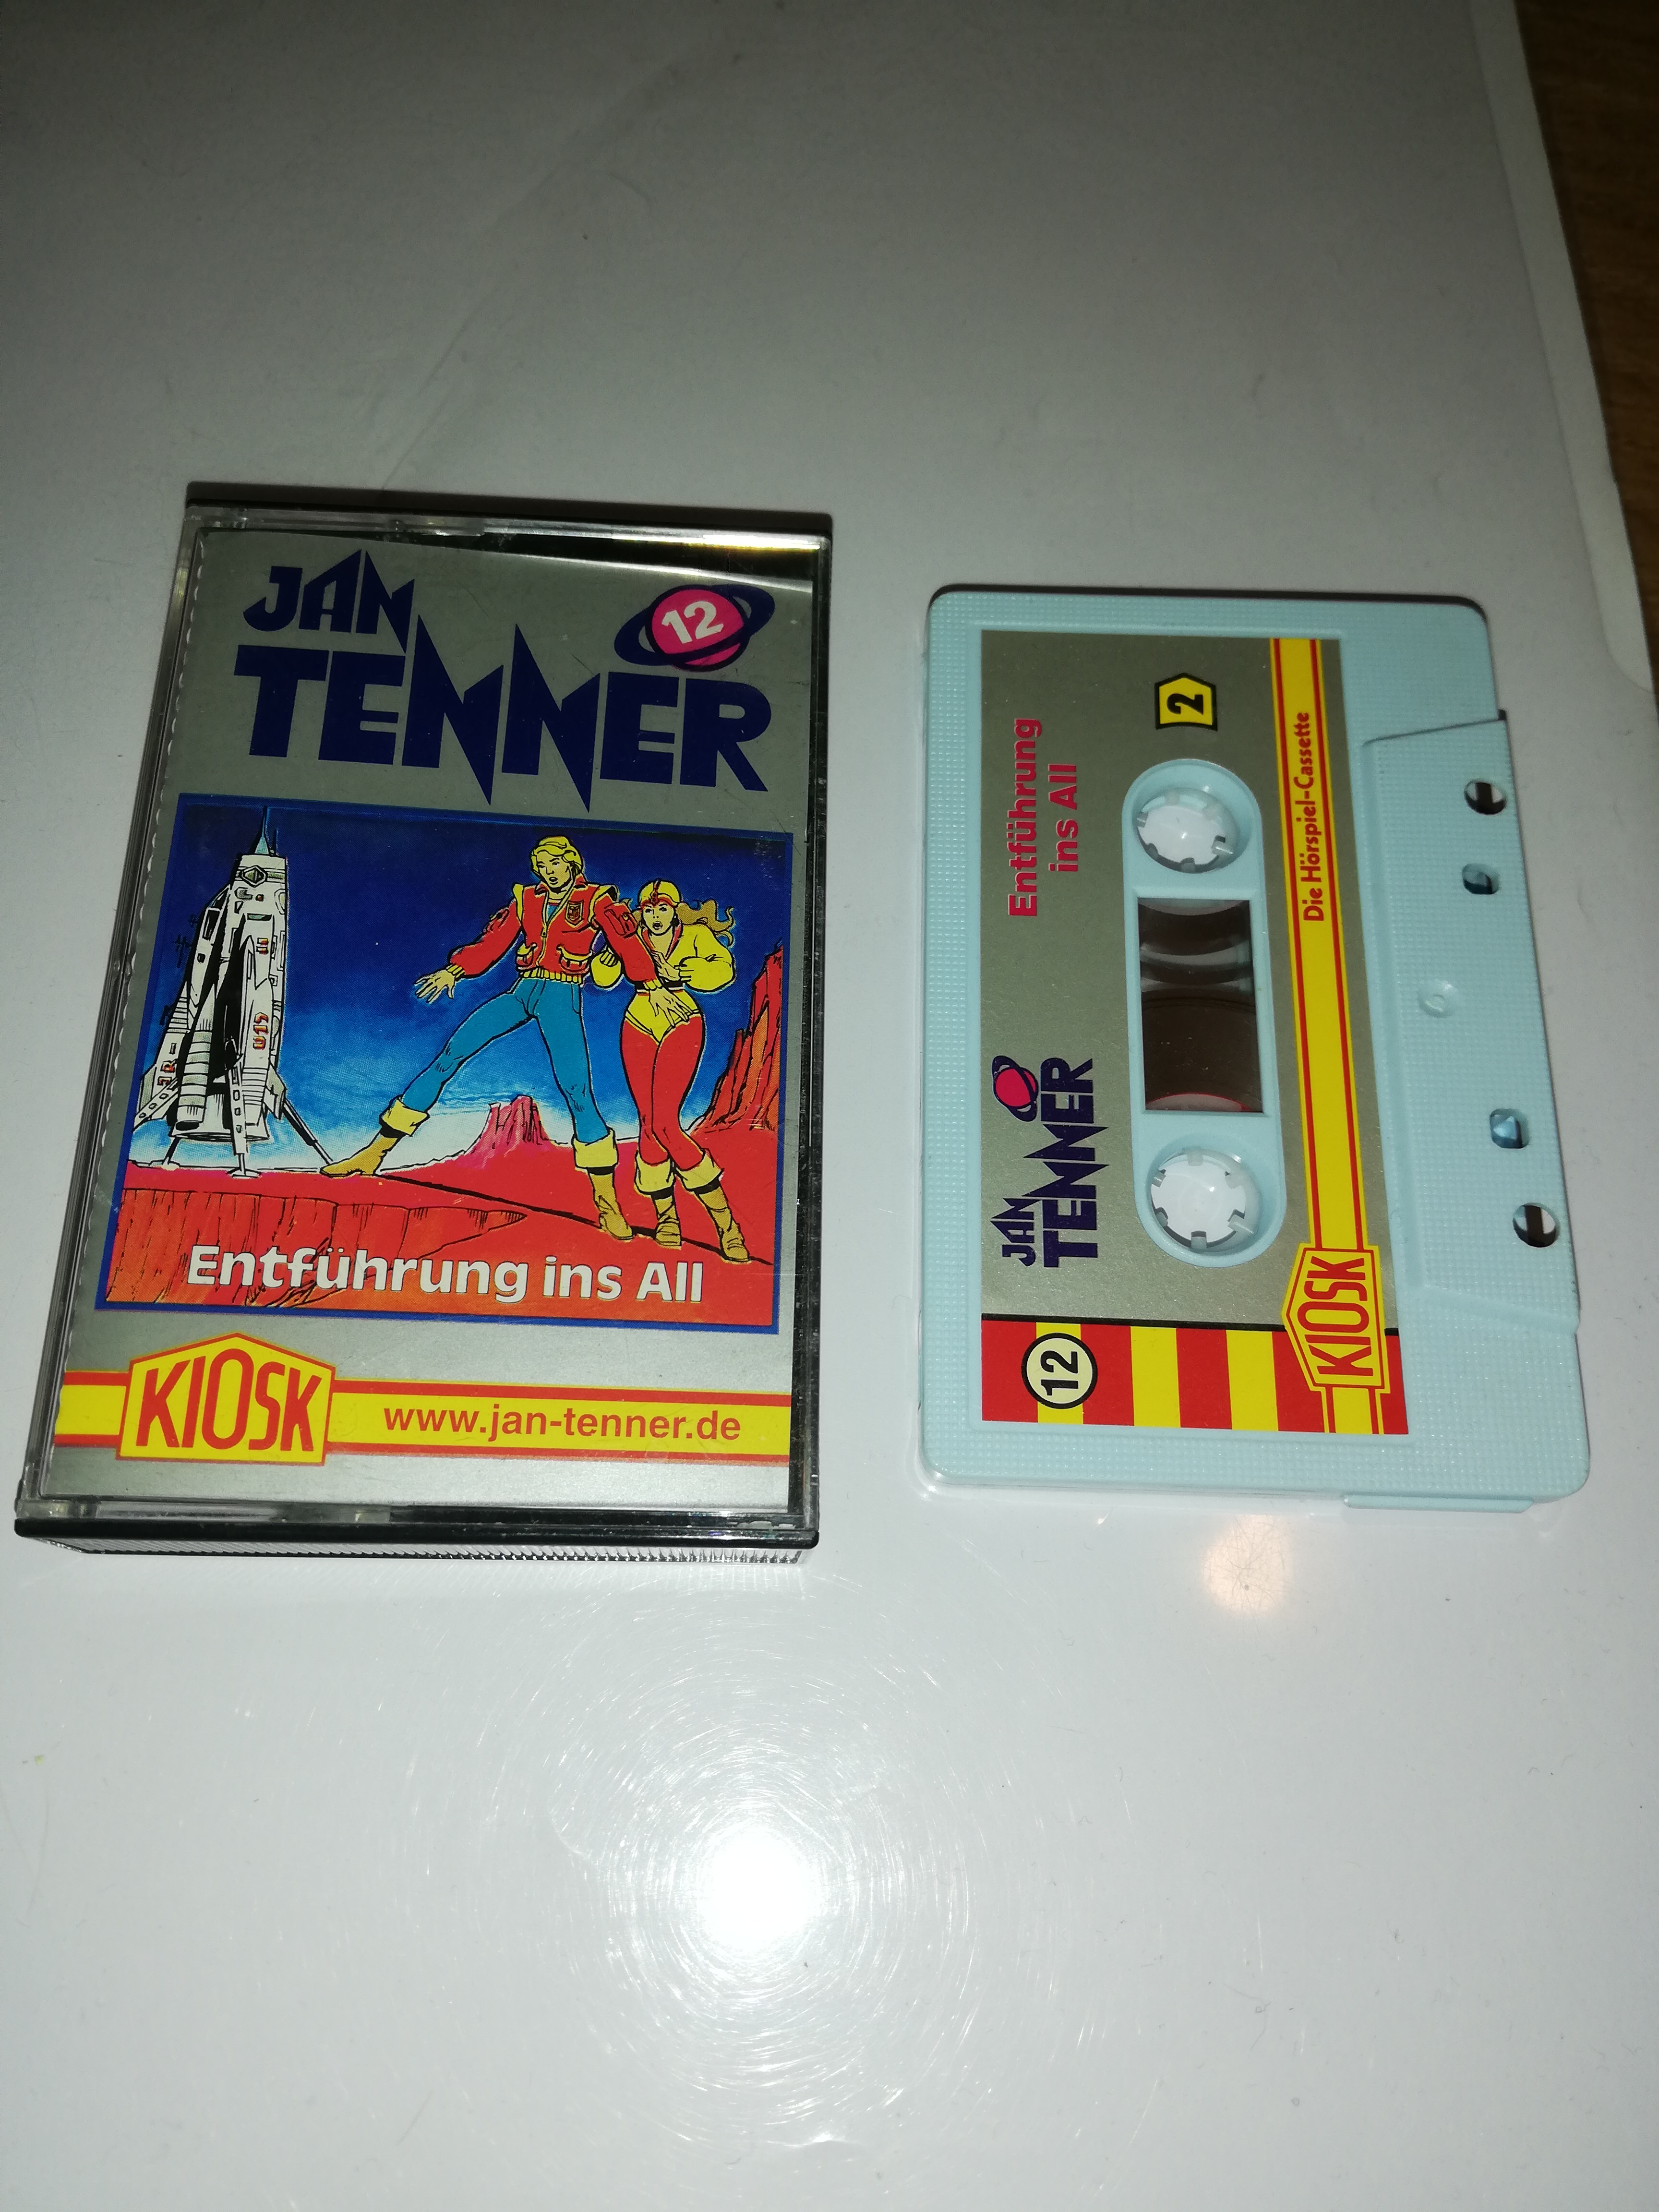 JAN
TENNER
12
Entführung ins All
KIOSK
www.jan-tenner.de
12
JAN
TENNER
Entführung
ins All
2
KIOSK
Die Hörspiel-Cassette